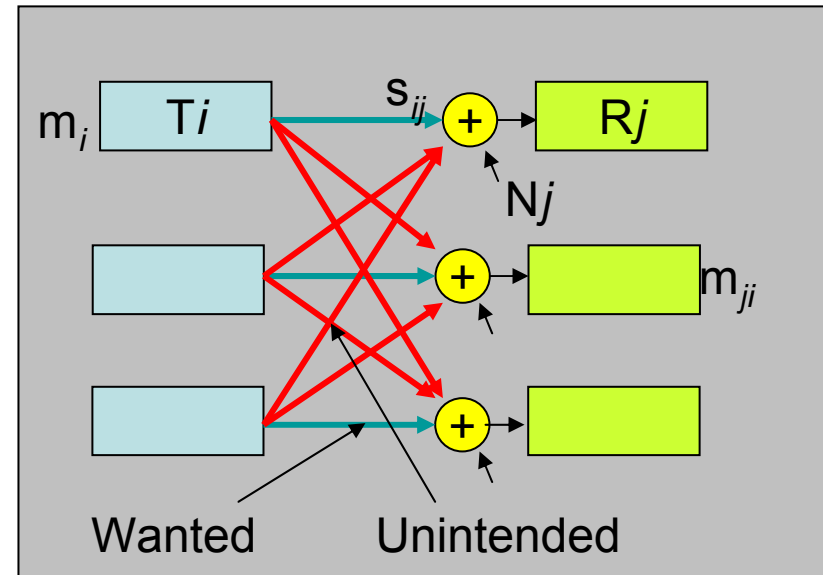 m_i
Ti
s_ij
+
Rj
Nj
+
m_ji
+
Wanted
Unintended